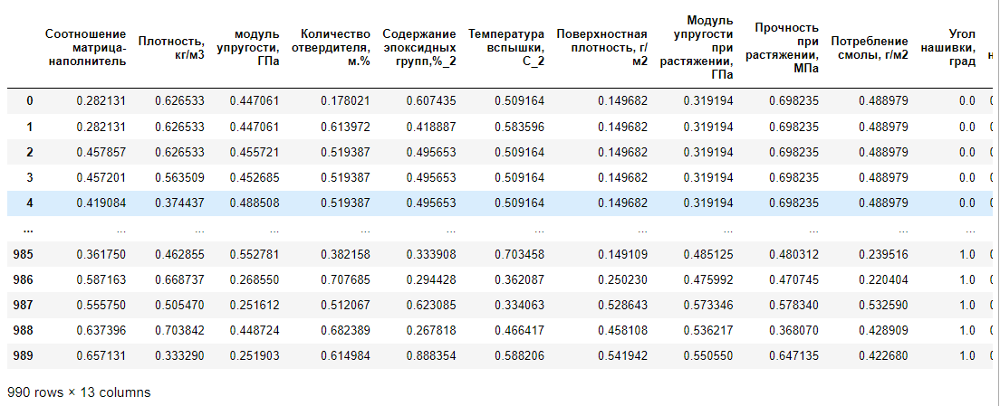 Соотношение матрица-наполнитель Плотность, кг/м3 модуль упругости, ГПа Количество отвердителя, м.% Содержание эпоксидных групп,%_2 Температура вспышки, С_2 Поверхностная плотность, г/м2 Модуль упругости при растяжении, ГПа Прочность при растяжении, МПа Потребление смолы, г/м2 Угол нашивки, град н
0 0.282131 0.626533 0.447061 0.178021 0.607435 0.509164 0.149682 0.319194 0.698235 0.488979 0.0
1 0.282131 0.626533 0.447061 0.613972 0.418887 0.583596 0.149682 0.319194 0.698235 0.488979 0.0
2 0.457857 0.626533 0.455721 0.519387 0.495653 0.509164 0.149682 0.319194 0.698235 0.488979 0.0
3 0.457201 0.563509 0.452685 0.519387 0.495653 0.509164 0.149682 0.319194 0.698235 0.488979 0.0
4 0.419084 0.374437 0.488508 0.519387 0.495653 0.509164 0.149682 0.319194 0.698235 0.488979 0.0
... ... ... ... ... ... ... ... ... ... ... ...
985 0.361750 0.462855 0.552781 0.382158 0.333908 0.703458 0.149109 0.485125 0.480312 0.239516 1.0
986 0.587163 0.668737 0.268550 0.707685 0.294428 0.362087 0.250230 0.475992 0.470745 0.220404 1.0
987 0.555750 0.505470 0.251612 0.512067 0.623085 0.334063 0.528643 0.573346 0.578340 0.532590 1.0
988 0.637396 0.703842 0.448724 0.682389 0.267818 0.466417 0.458108 0.536217 0.368070 0.428909 1.0
989 0.657131 0.333290 0.251903 0.614984 0.888354 0.588206 0.541942 0.550550 0.647135 0.422680 1.0
990 rows × 13 columns